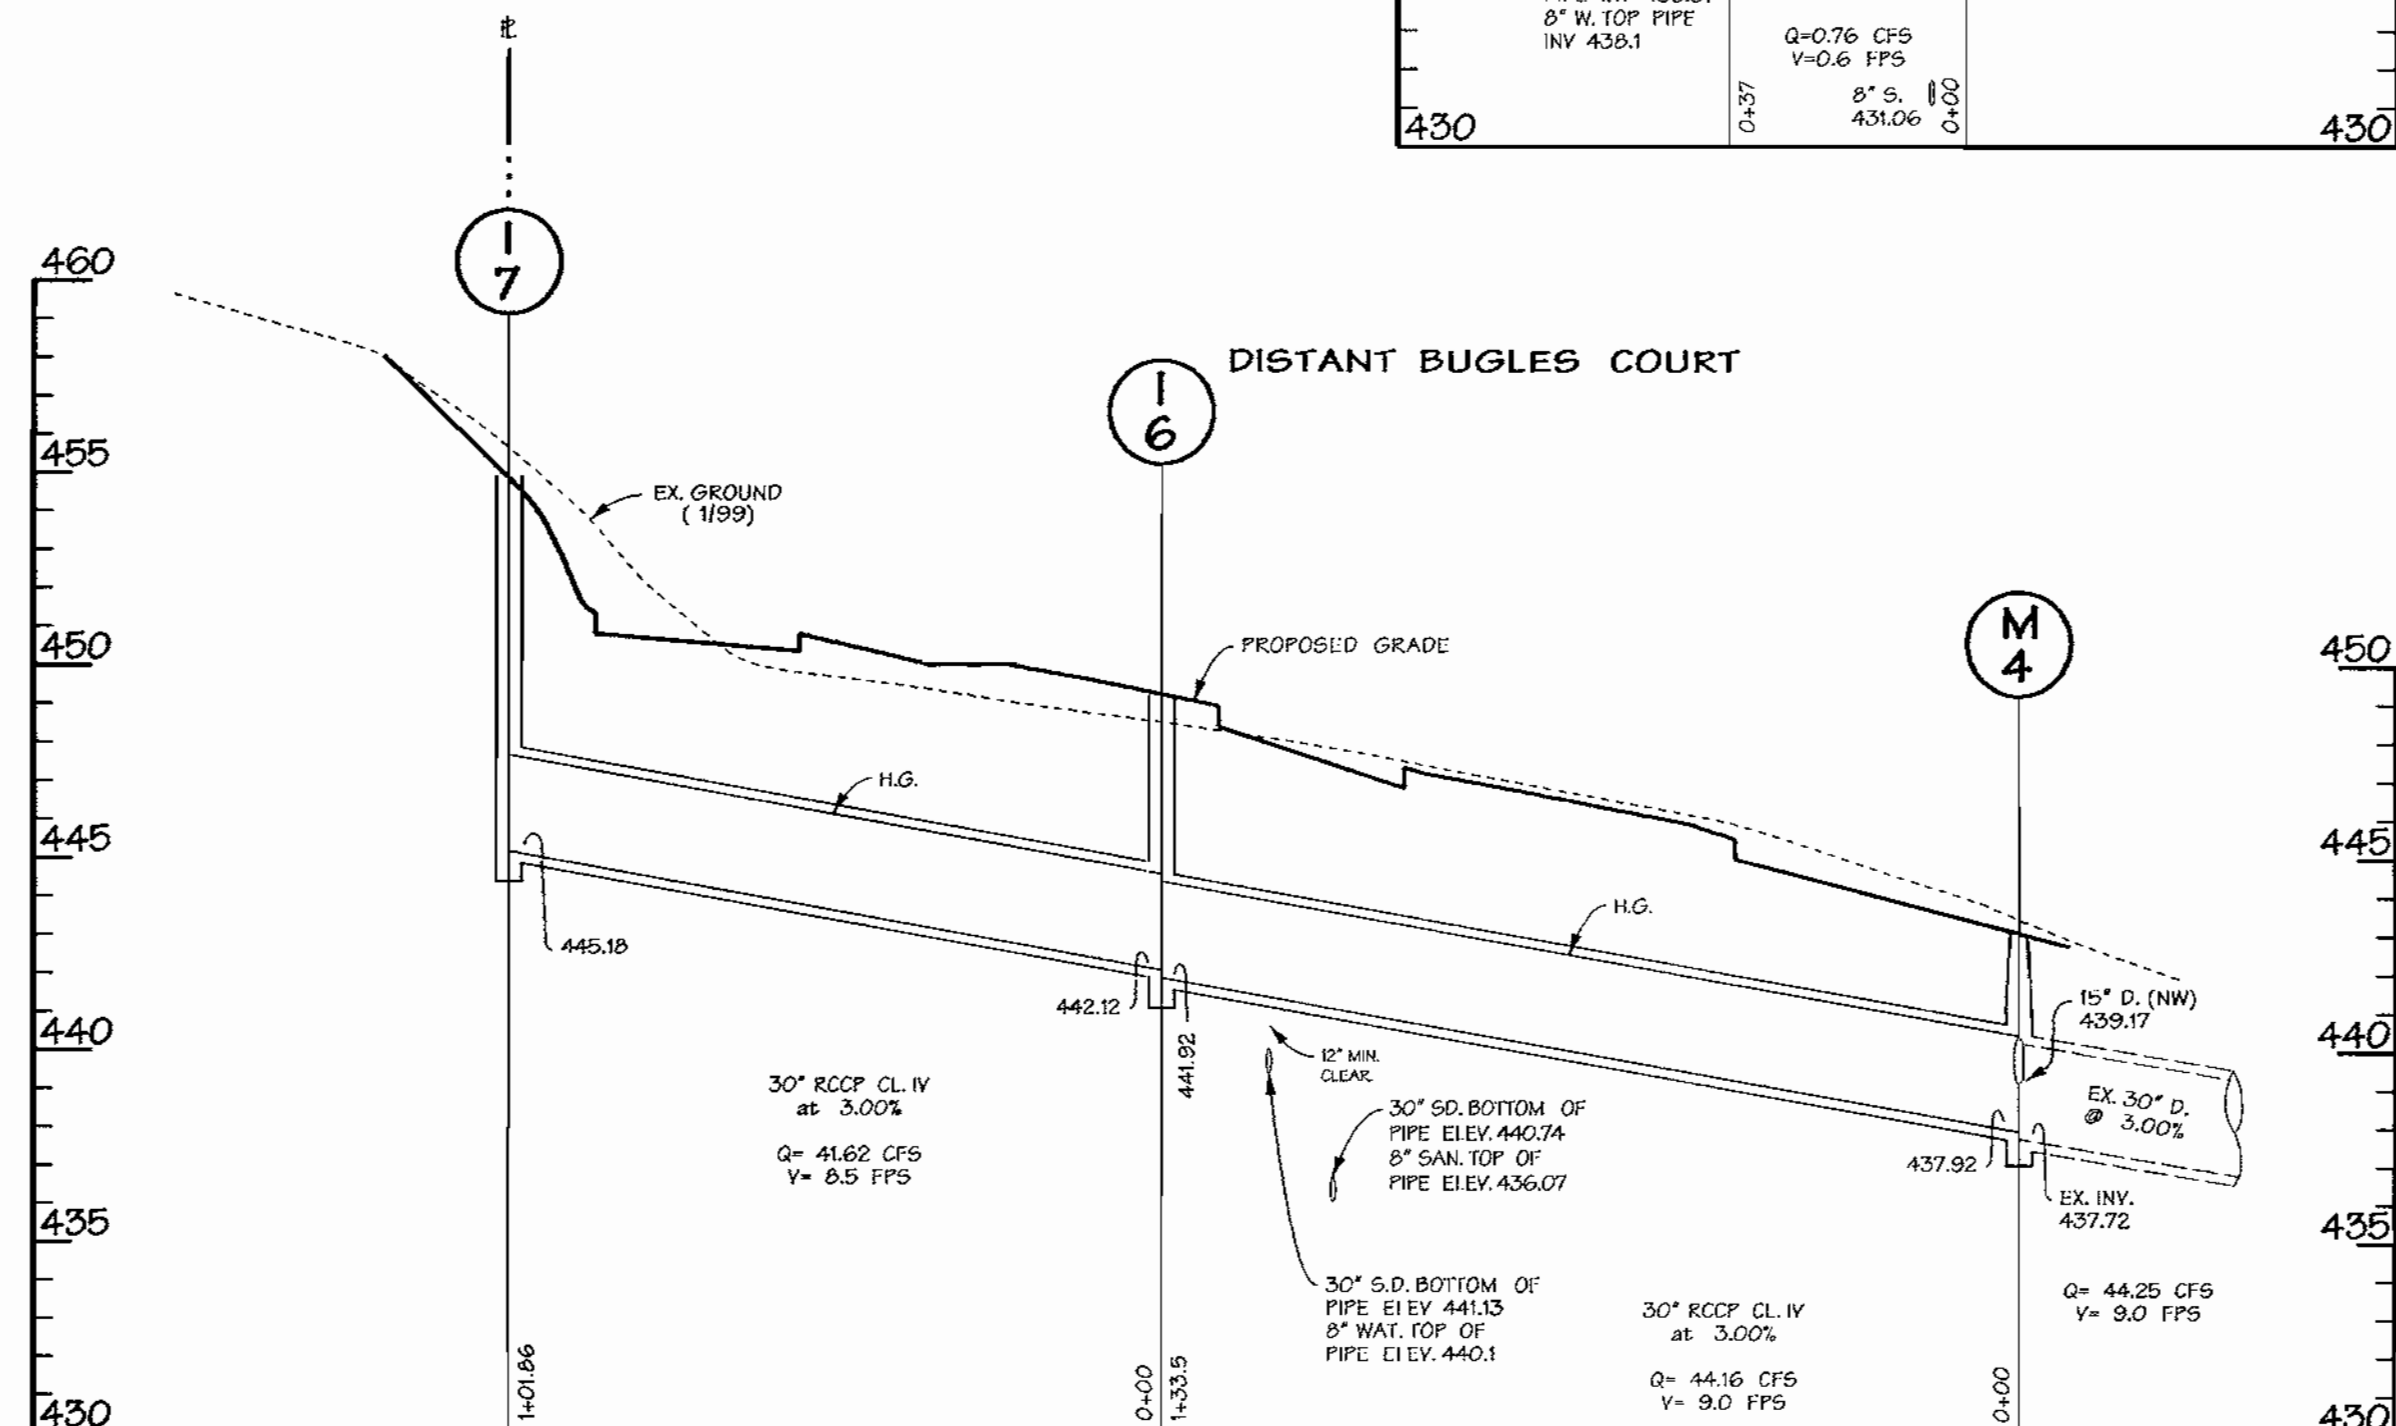 8" W. TOP PIPE
INV 438.1
Q=0.76 CFS
V=0.6 FPS
8" S.
431.06
0+37
0+00
430
430
℄
I
7
460
455
450
445
440
435
430
DISTANT BUGLES COURT
I
6
EX. GROUND
( 1/99)
PROPOSED GRADE
M
4
450
445
440
435
430
H.G.
H.G.
445.18
442.12
441.92
12" MIN.
CLEAR
15" D. (NW)
439.17
30" RCCP CL. IV
at 3.00%
Q= 41.62 CFS
V= 8.5 FPS
30" SD. BOTTOM OF
PIPE ELEV. 440.74
8" SAN. TOP OF
PIPE ELEV. 436.07
EX. 30" D.
@ 3.00%
437.92
EX. INV.
437.72
30" S.D. BOTTOM OF
PIPE ELEV 441.13
8" WAT. TOP OF
PIPE ELEV. 440.1
30" RCCP CL. IV
at 3.00%
Q= 44.16 CFS
V= 9.0 FPS
Q= 44.25 CFS
V= 9.0 FPS
1+01.86
0+00
1+33.5
0+00